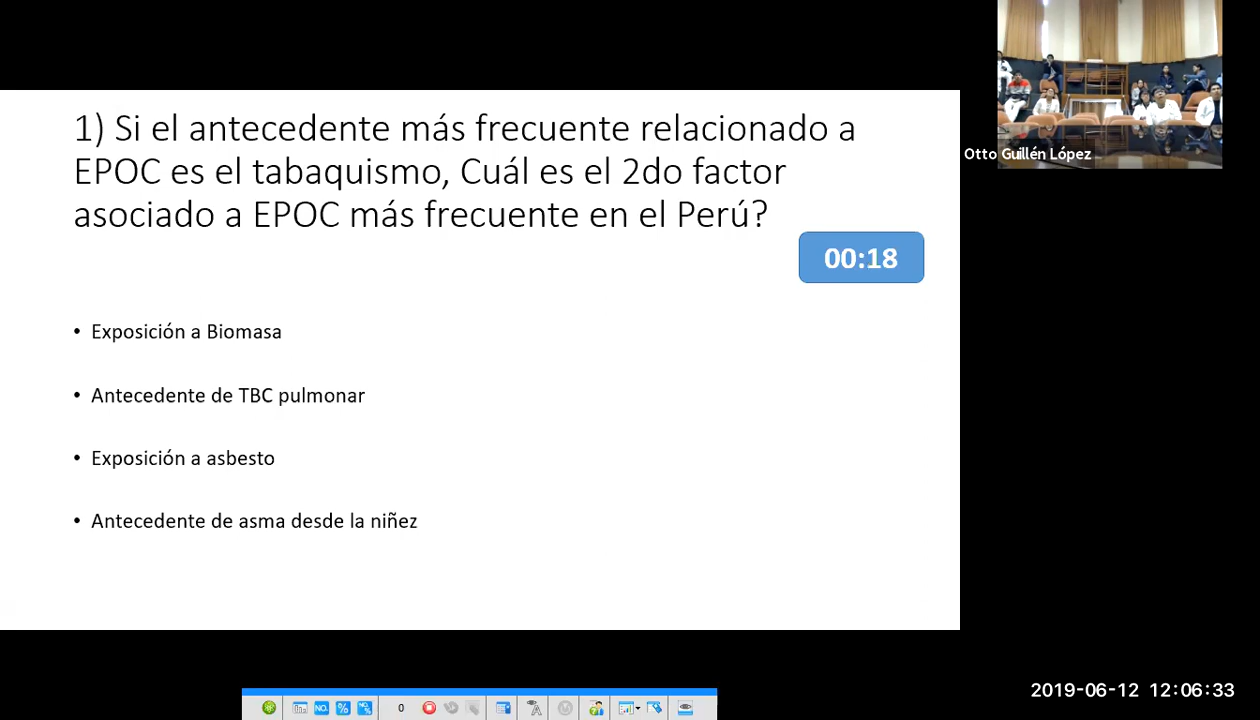 1) Si el antecedente más frecuente relacionado a
EPOC es el tabaquismo, Cuál es el 2do factor
asociado a EPOC más frecuente en el Perú?
00:18
• Exposición a Biomasa
• Antecedente de TBC pulmonar
• Exposición a asbesto
• Antecedente de asma desde la niñez
Otto Guillén López
NO. % 0
2019-06-12 12:06:33